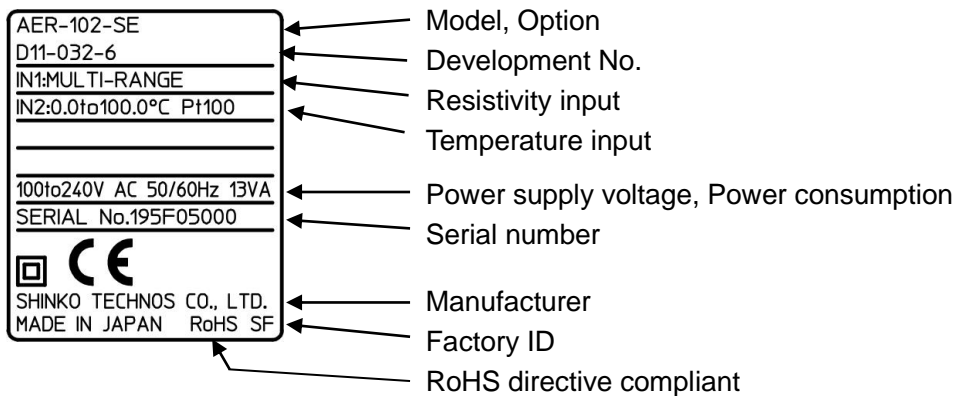 AER-102-SE
D11-032-6
IN1:MULTI-RANGE
IN2:0.0to100.0°C Pt100
100to240V AC 50/60Hz 13VA
SERIAL No.195F05000
CE
SHINKO TECHNOS CO., LTD.
MADE IN JAPAN RoHS SF
Model, Option
Development No.
Resistivity input
Temperature input
Power supply voltage, Power consumption
Serial number
Manufacturer
Factory ID
RoHS directive compliant